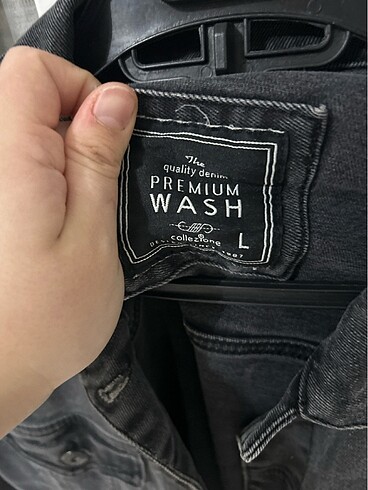 The
quality denim
PREMIUM
WASH
collezione
L